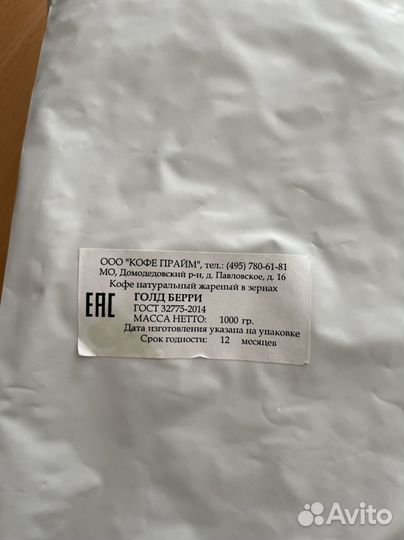 ООО "КОФЕ ПРАЙМ", тел.: (495) 780-61-81
МО, Домодедовский р-н, д. Павловское, д. 16
Кофе натуральный жареный в зернах
EAC
ГОЛД БЕРРИ
ГОСТ 32775-2014
МАССА НЕТТО: 1000 гр.
Дата изготовления указана на упаковке
Срок годности: 12 месяцев
Avito